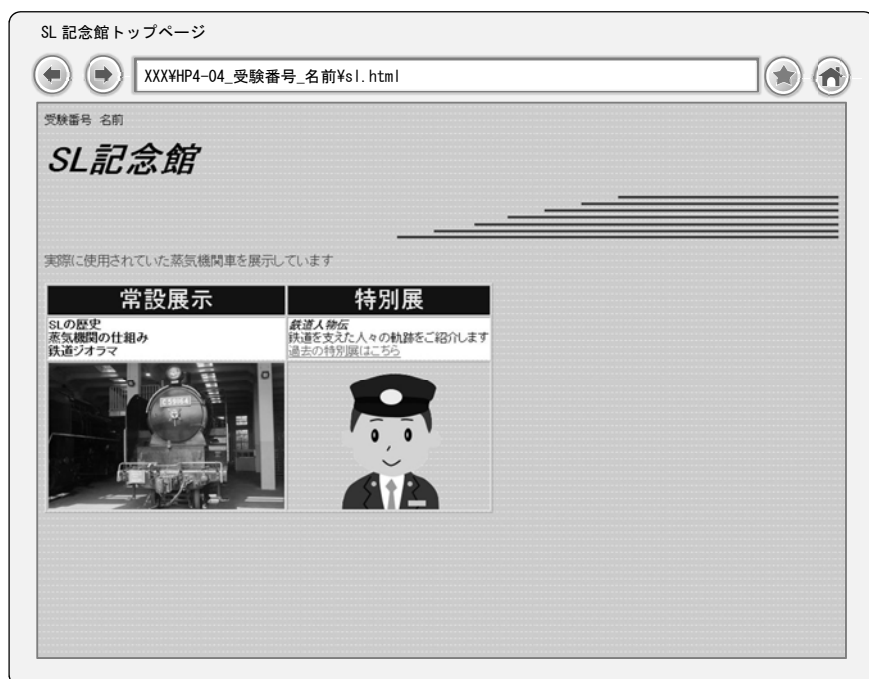 SL 記念館トップページ
XXX¥HP4-04_受験番号_名前¥sl.html
受験番号 名前
SL記念館
実際に使用されていた蒸気機関車を展示しています
常設展示
特別展
SLの歴史
蒸気機関の仕組み
鉄道ジオラマ
鉄道人物伝
鉄道を支えた人々の軌跡をご紹介します
過去の特別展はこちら